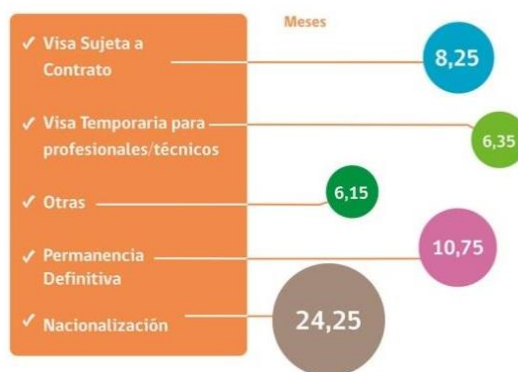 Meses
✓ Visa Sujeta a
Contrato
8,25
✓ Visa Temporaria para
profesionales/técnicos
6,35
✓ Otras
6,15
✓ Permanencia
Definitiva
10,75
✓ Nacionalización
24,25